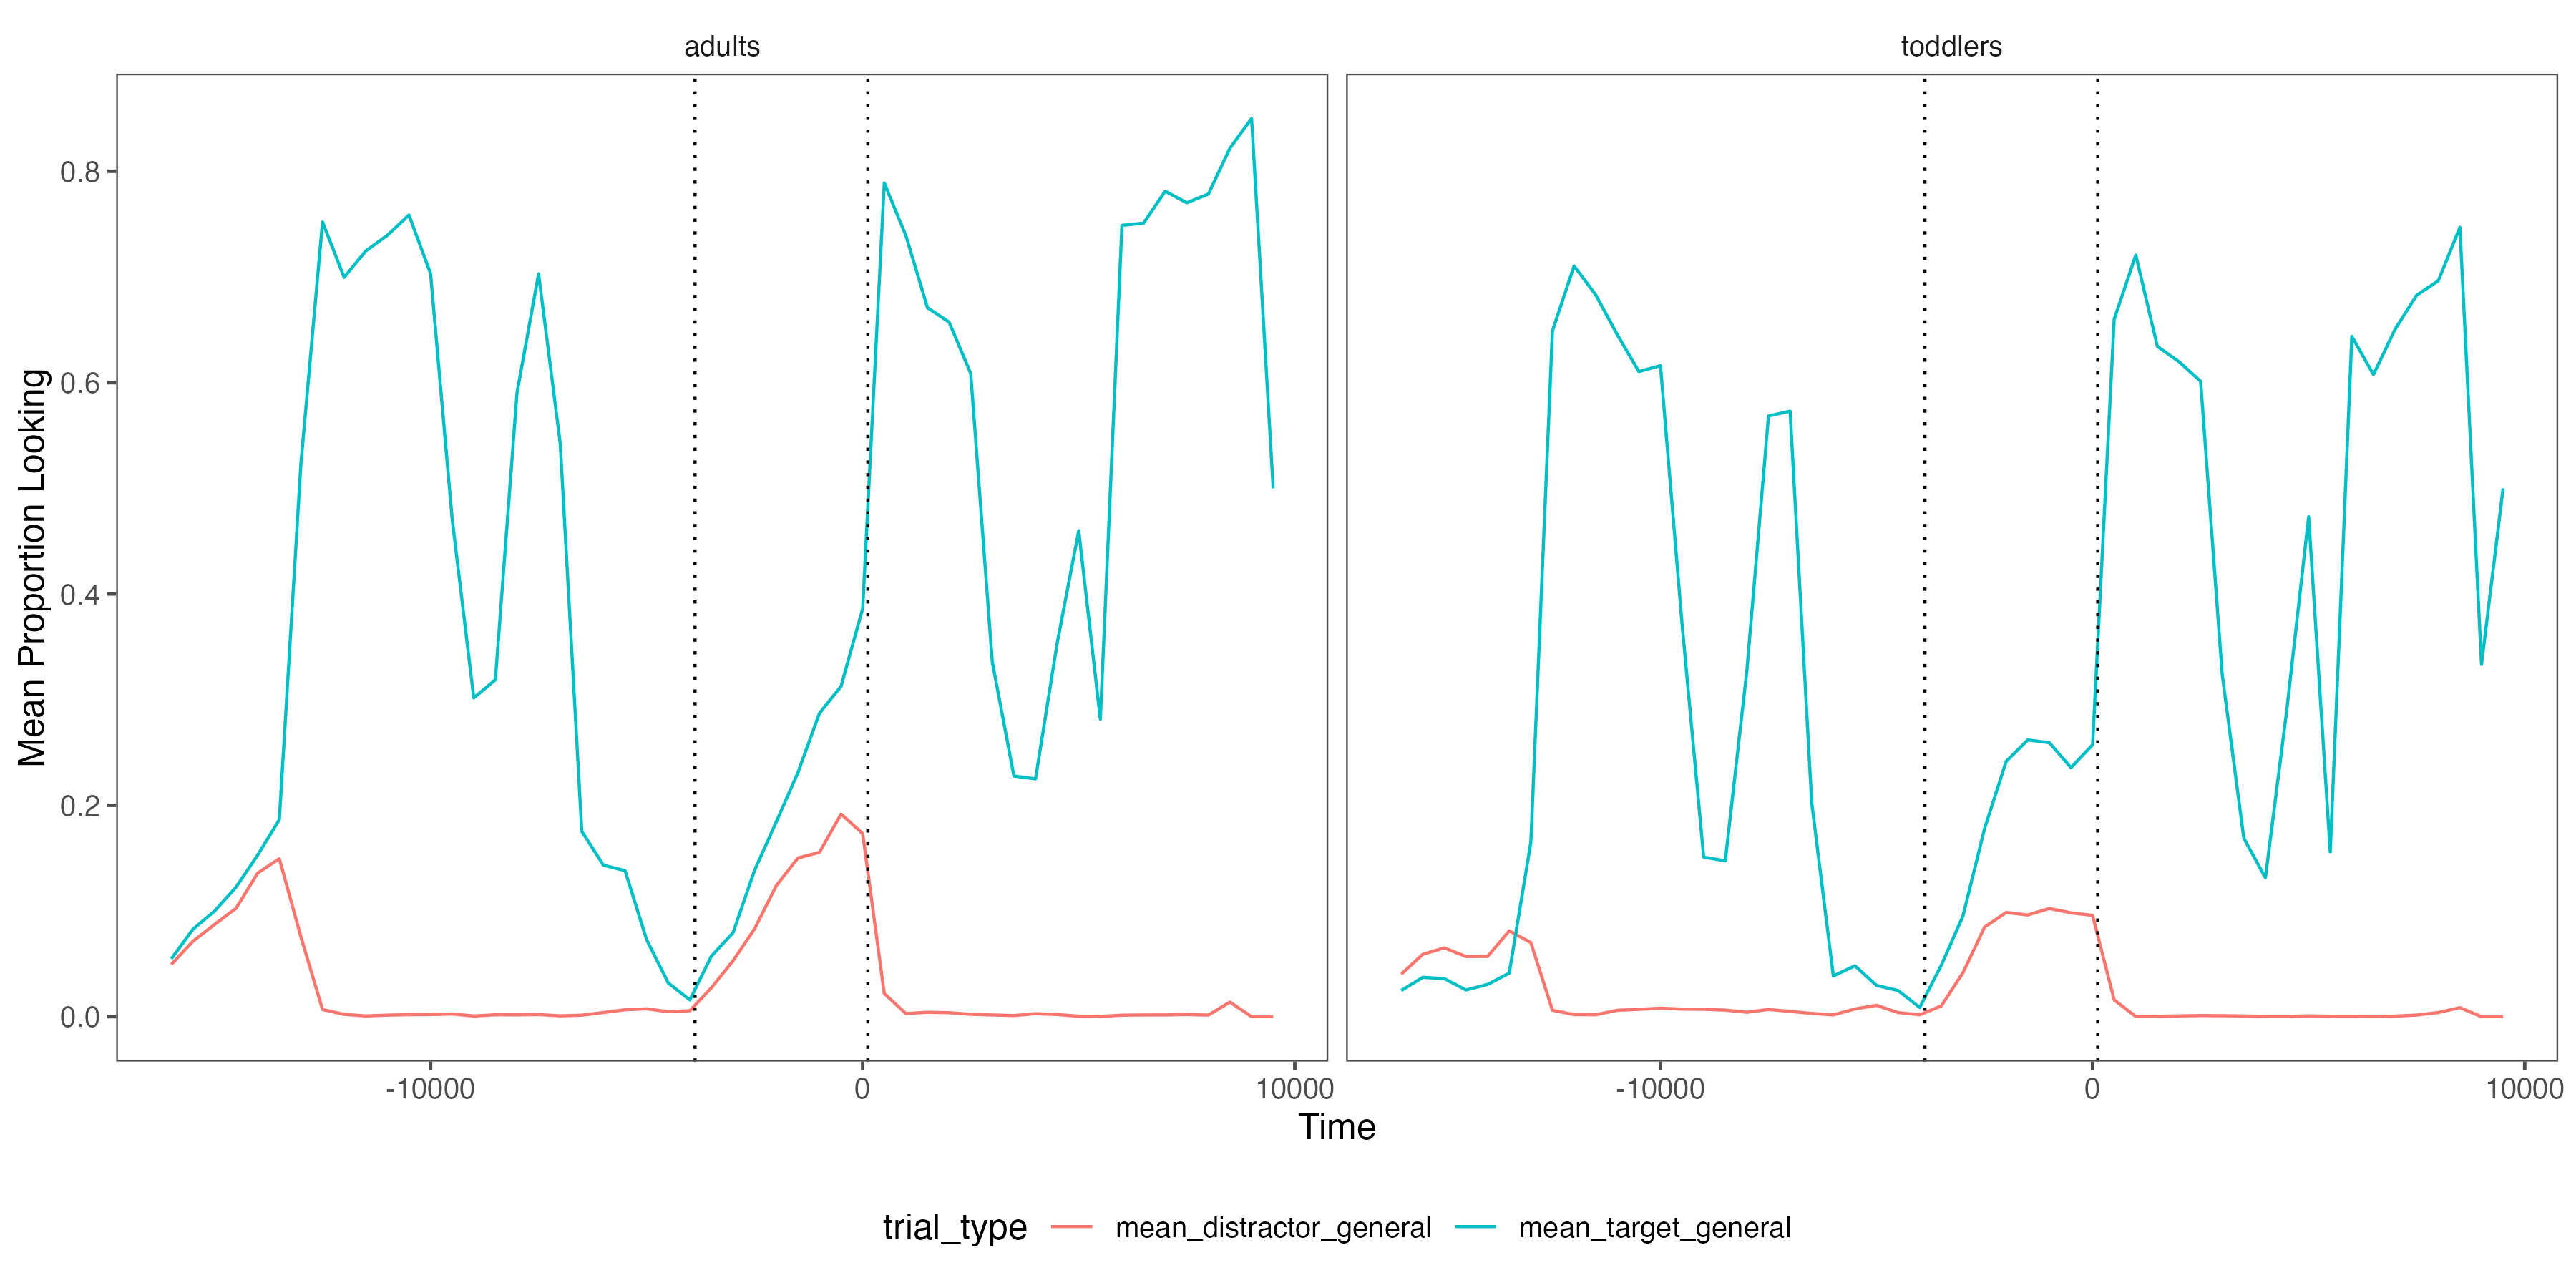 adults
toddlers
Mean Proportion Looking
0.8
0.6
0.4
0.2
0.0
-10000 0 10000
-10000 0 10000
Time
trial_type mean_distractor_general mean_target_general